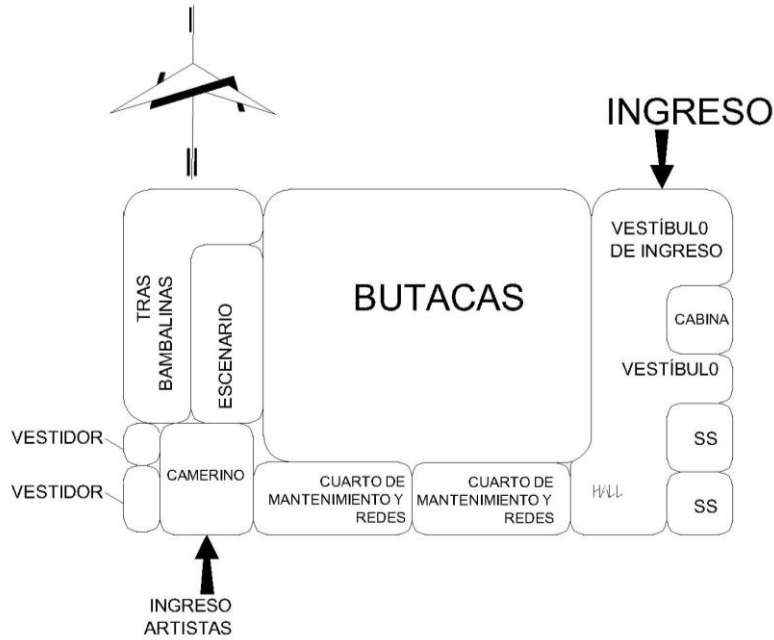 INGRESO
VESTÍBUL0
DE INGRESO
TRAS
BAMBALINAS
ESCENARIO
BUTACAS
CABINA
VESTÍBUL0
VESTIDOR
SS
CAMERINO
CUARTO DE
MANTENIMIENTO Y
REDES
CUARTO DE
MANTENIMIENTO Y
REDES
HALL
VESTIDOR
SS
INGRESO
ARTISTAS